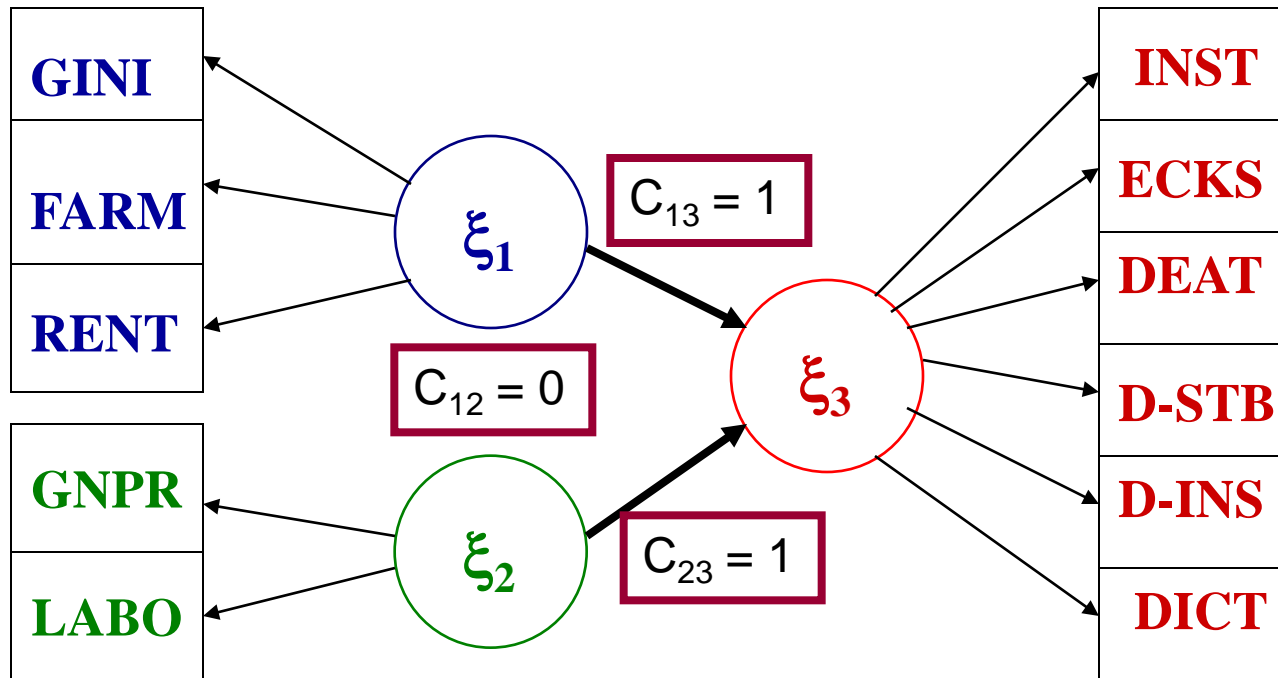 GINI
FARM
RENT
GNPR
LABO
ξ₁
C₁₃ = 1
C₁₂ = 0
ξ₂
C₂₃ = 1
ξ₃
INST
ECKS
DEAT
D-STB
D-INS
DICT